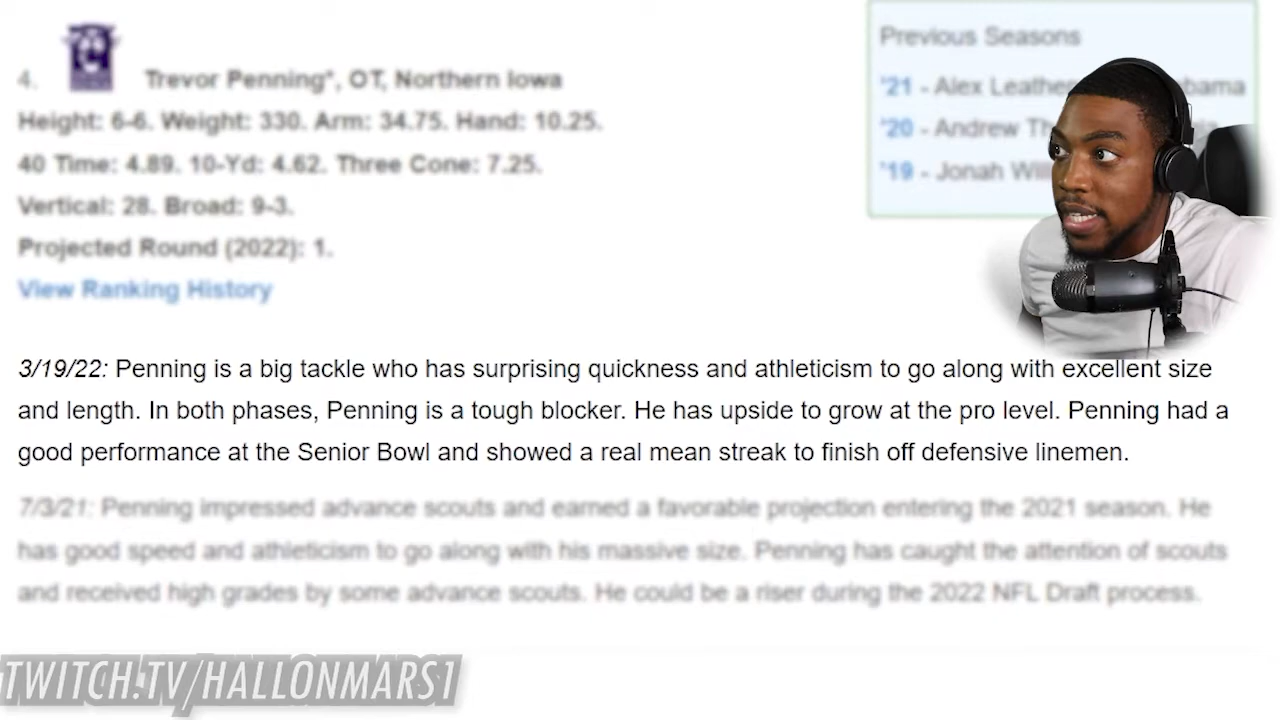 Previous Seasons
4. Trevor Penning*, OT, Northern Iowa
'21 - Alex Leathe bama
Height: 6-6. Weight: 330. Arm: 34.75. Hand: 10.25.
'20 - Andrew Th
40 Time: 4.89. 10-Yd: 4.62. Three Cone: 7.25.
'19 - Jonah Will
Vertical: 28. Broad: 9-3.
Projected Round (2022): 1.
View Ranking History
3/19/22: Penning is a big tackle who has surprising quickness and athleticism to go along with excellent size
and length. In both phases, Penning is a tough blocker. He has upside to grow at the pro level. Penning had a
good performance at the Senior Bowl and showed a real mean streak to finish off defensive linemen.
7/3/21: Penning impressed advance scouts and earned a favorable projection entering the 2021 season. He
has good speed and athleticism to go along with his massive size. Penning has caught the attention of scouts
and received high grades by some advance scouts. He could be a riser during the 2022 NFL Draft process.
TWITCH.TV/HALLONMARS1